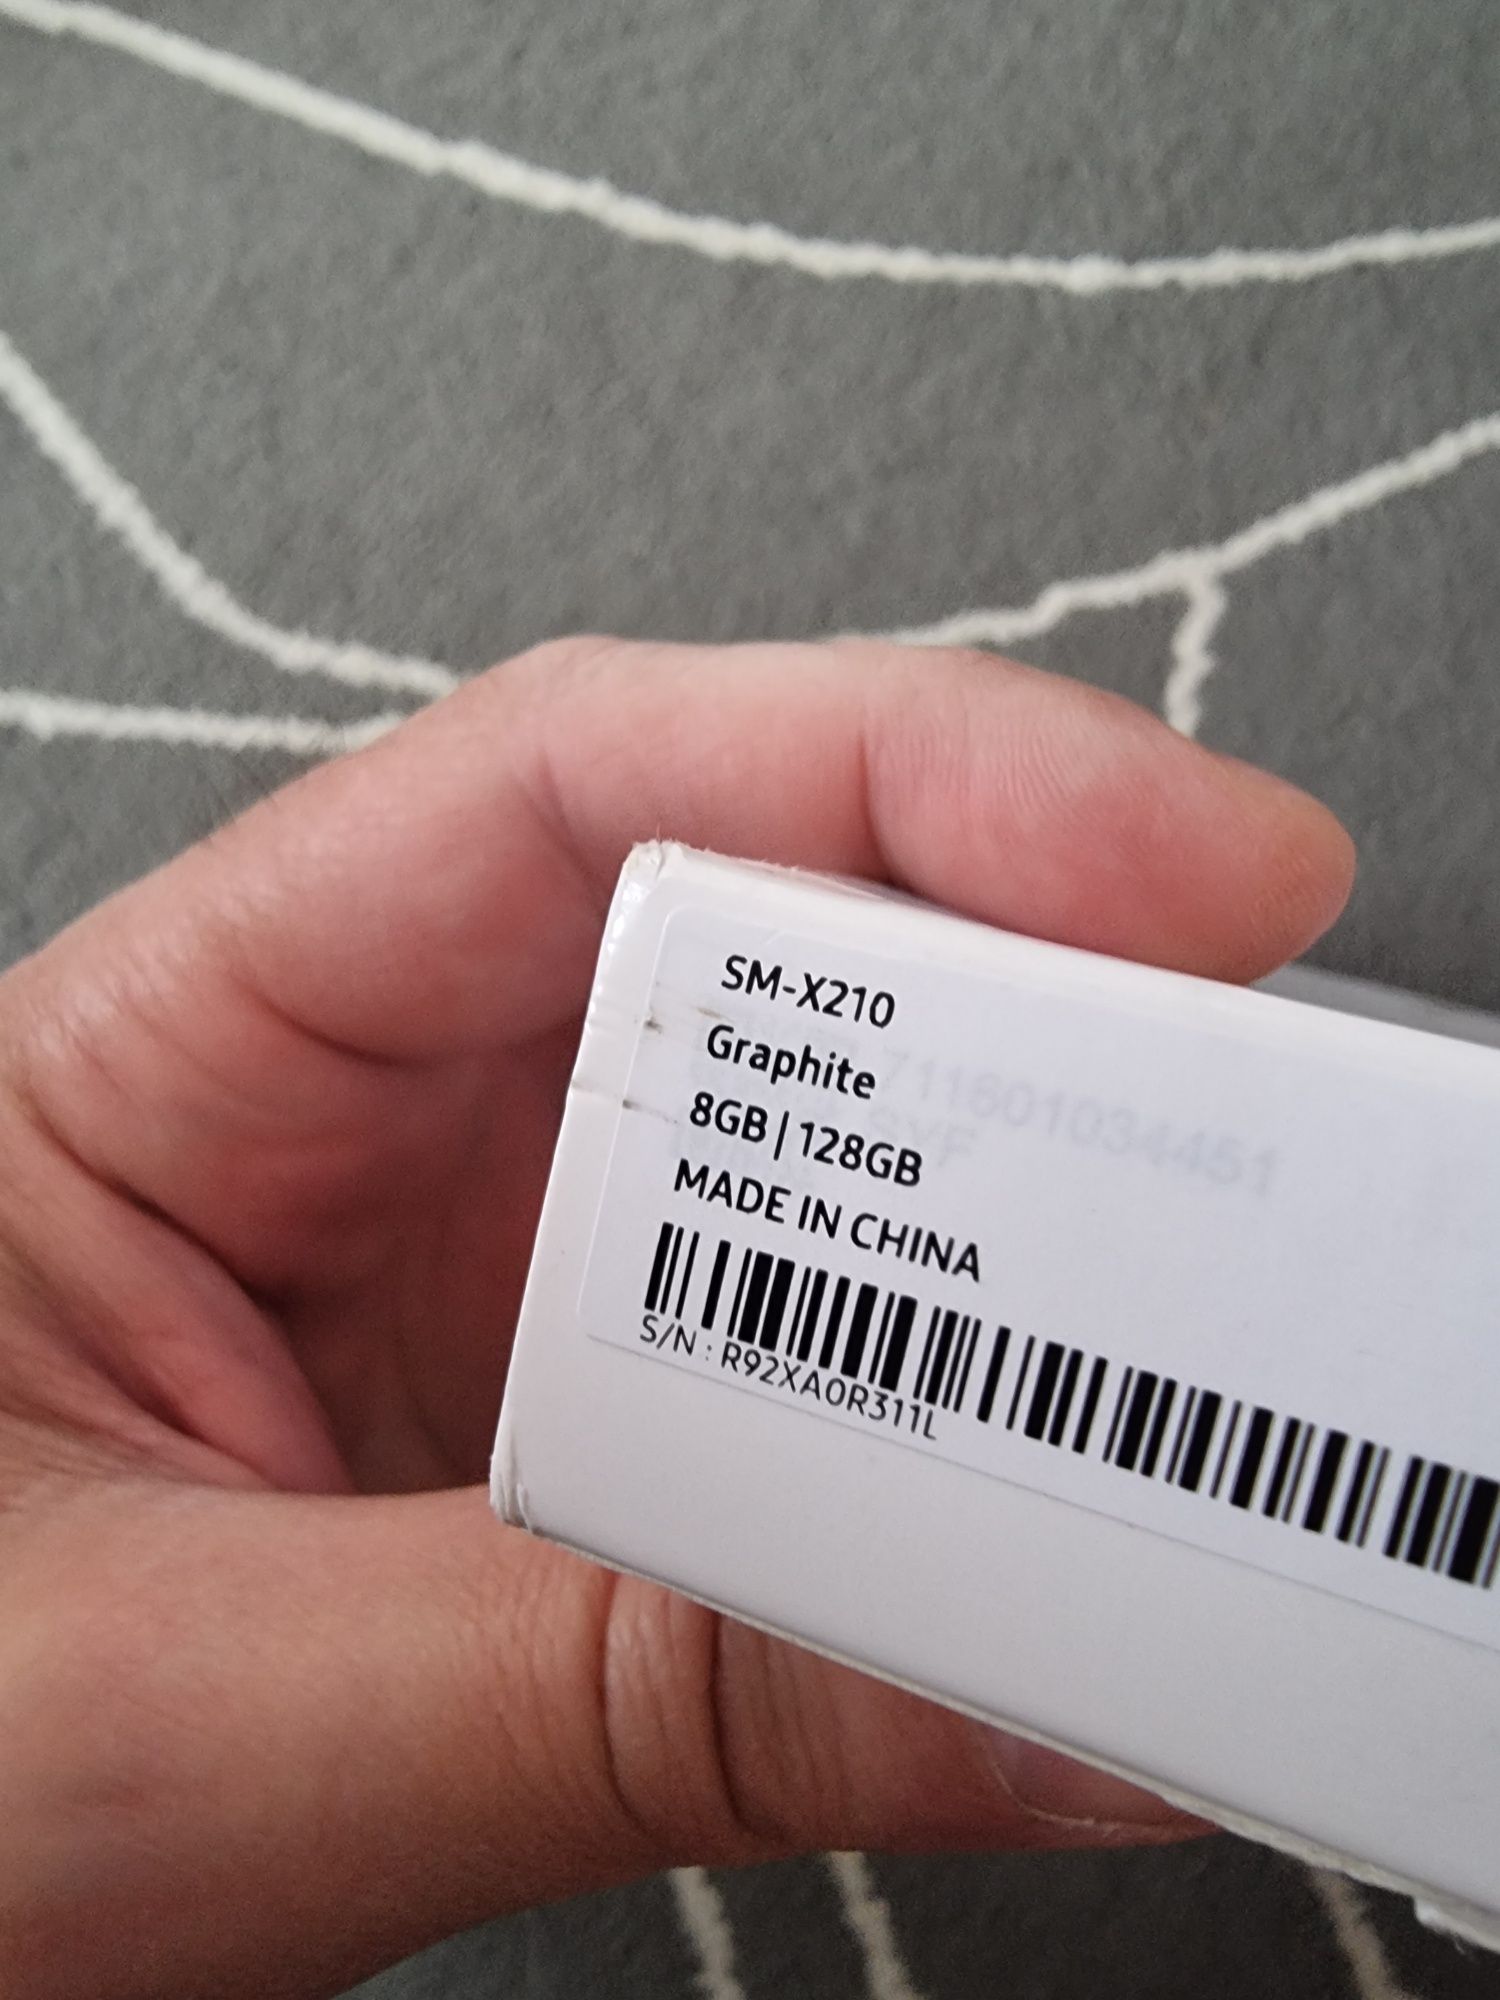 SM-X210
Graphite
8GB | 128GB
MADE IN CHINA
S/N : R92XA0R311L